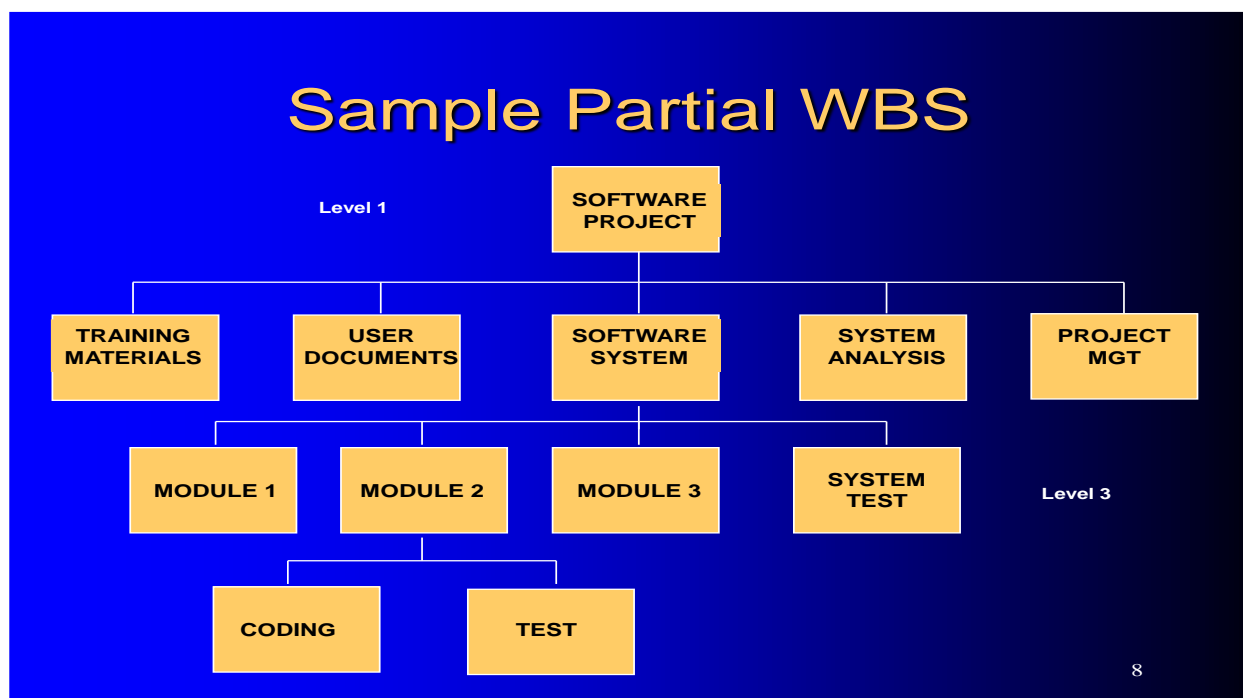 Sample Partial WBS
Level 1
SOFTWARE
PROJECT
TRAINING
MATERIALS
USER
DOCUMENTS
SOFTWARE
SYSTEM
SYSTEM
ANALYSIS
PROJECT
MGT
MODULE 1
MODULE 2
MODULE 3
SYSTEM
TEST
Level 3
CODING
TEST
8